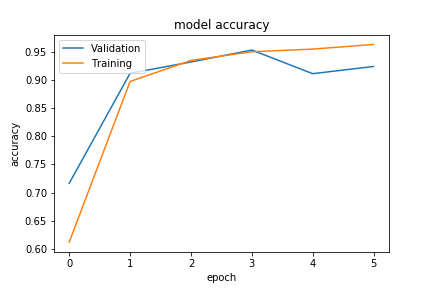 model accuracy
Validation
Training
0.95
0.90
0.85
0.80
0.75
0.70
0.65
0.60
accuracy
0 1 2 3 4 5
epoch